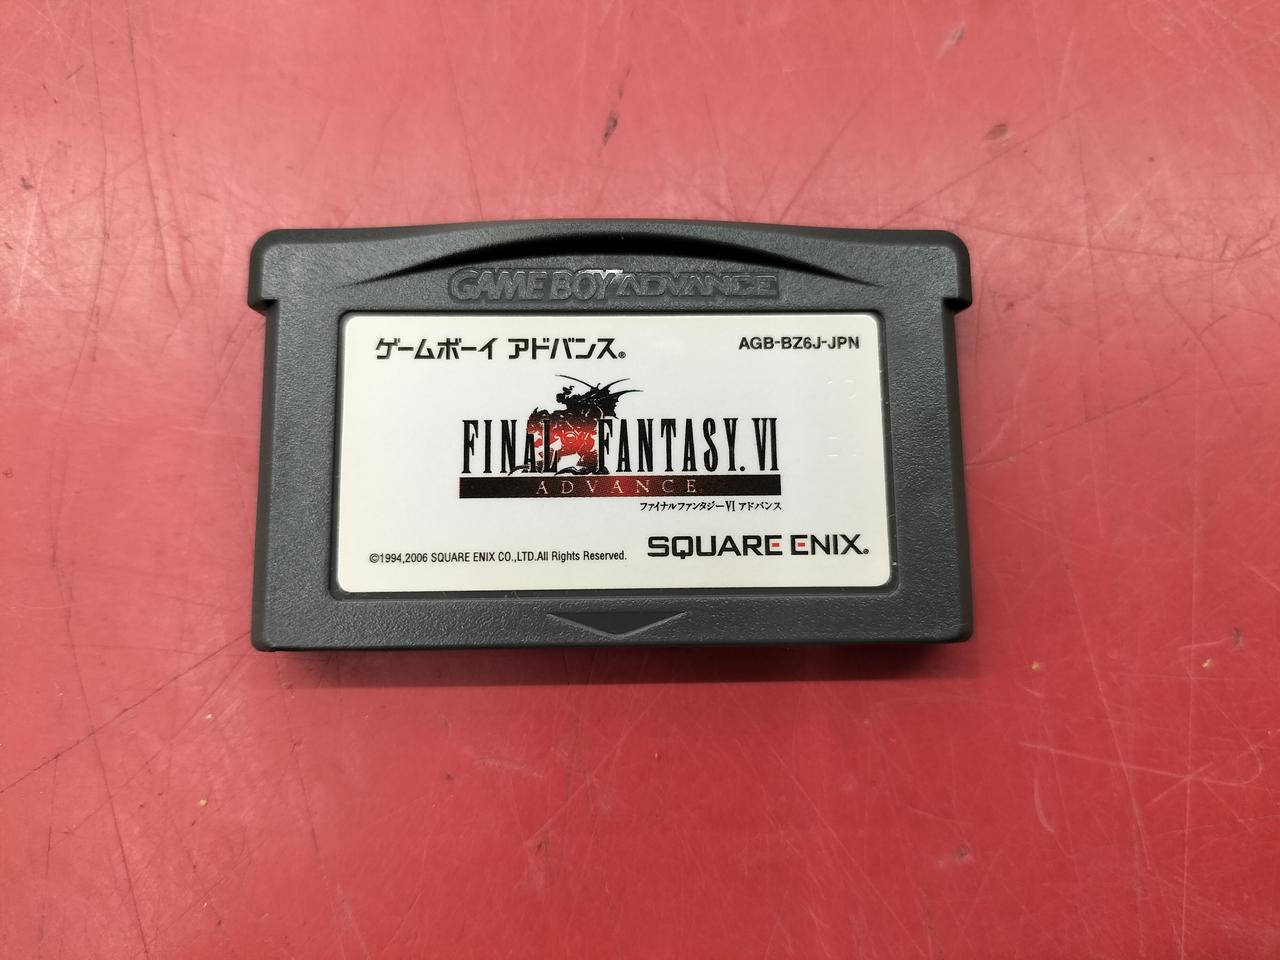 GAME BOY ADVANCE
ゲームボーイ アドバンス®
AGB-BZ6J-JPN
FINAL FANTASY. VI
ADVANCE
ファイナルファンタジーVI アドバンス
©1994,2006 SQUARE ENIX CO.,LTD.All Rights Reserved.
SQUARE ENIX®